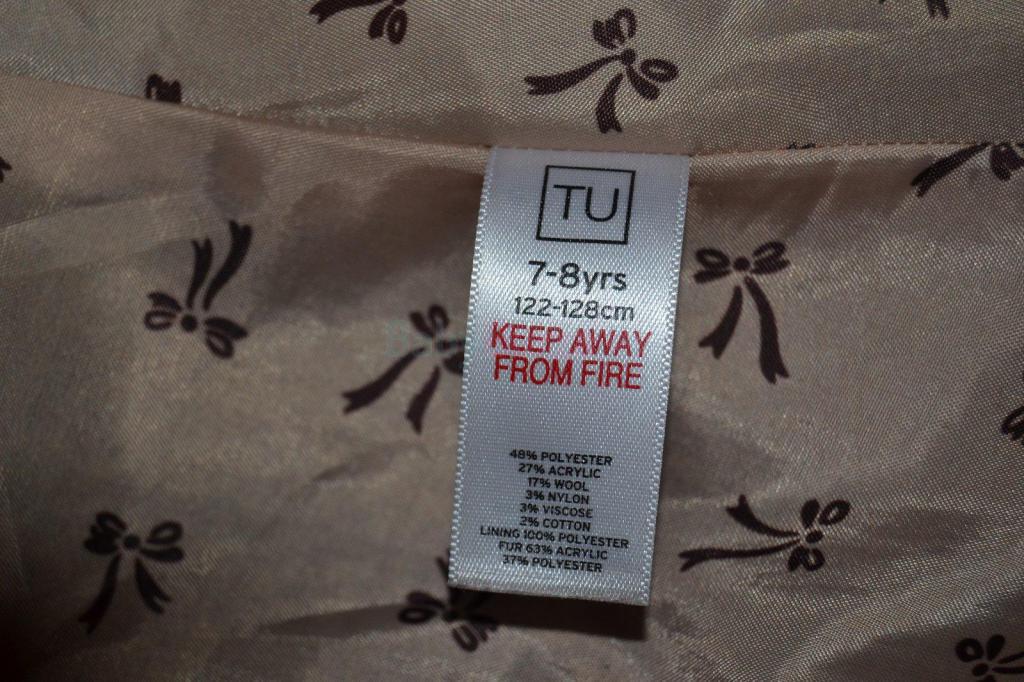 TU
7-8yrs
122-128cm
KEEP AWAY
FROM FIRE
48% POLYESTER
27% ACRYLIC
17% WOOL
3% NYLON
3% VISCOSE
2% COTTON
LINING 100% POLYESTER
FUR 63% ACRYLIC
37% POLYESTER